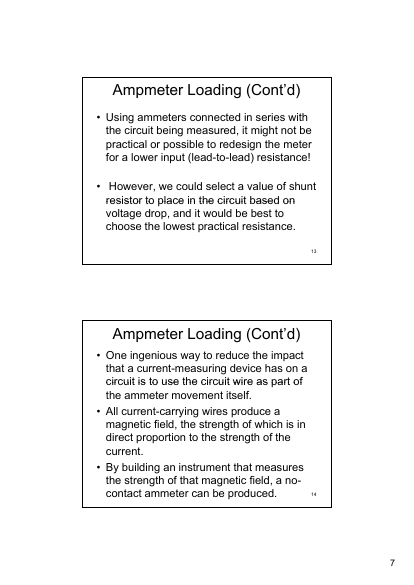 Ampmeter Loading (Cont'd)
• Using ammeters connected in series with
the circuit being measured, it might not be
practical or possible to redesign the meter
for a lower input (lead-to-lead) resistance!
• However, we could select a value of shunt
resistor to place in the circuit based on
voltage drop, and it would be best to
choose the lowest practical resistance.
13
Ampmeter Loading (Cont'd)
• One ingenious way to reduce the impact
that a current-measuring device has on a
circuit is to use the circuit wire as part of
the ammeter movement itself.
• All current-carrying wires produce a
magnetic field, the strength of which is in
direct proportion to the strength of the
current.
• By building an instrument that measures
the strength of that magnetic field, a no-
contact ammeter can be produced.
14
7